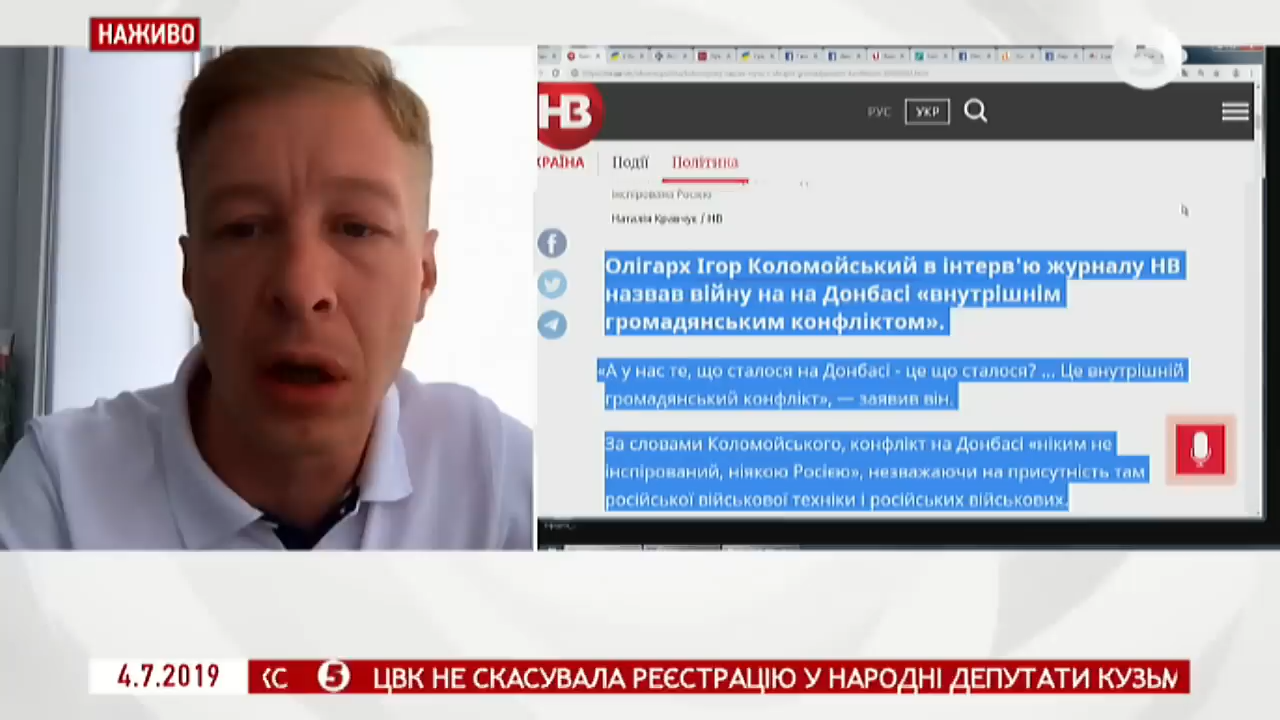 НАЖИВО
НВ
РУС УКР
КРАЇНА Події Політика
інспірована Росією
Наталія Кравчук / НВ
Олігарх Ігор Коломойський в інтерв'ю журналу НВ
назвав війну на на Донбасі «внутрішнім
громадянським конфліктом».
«А у нас те, що сталося на Донбасі - це що сталося? ... Це внутрішній
громадянський конфлікт», — заявив він.
За словами Коломойського, конфлікт на Донбасі «ніким не
інспірований, ніякою Росією», незважаючи на присутність там
російської військової техніки і російських військових.
4.7.2019
‹С 5 ЦВК НЕ СКАСУВАЛА РЕЄСТРАЦІЮ У НАРОДНІ ДЕПУТАТИ КУЗЬМ